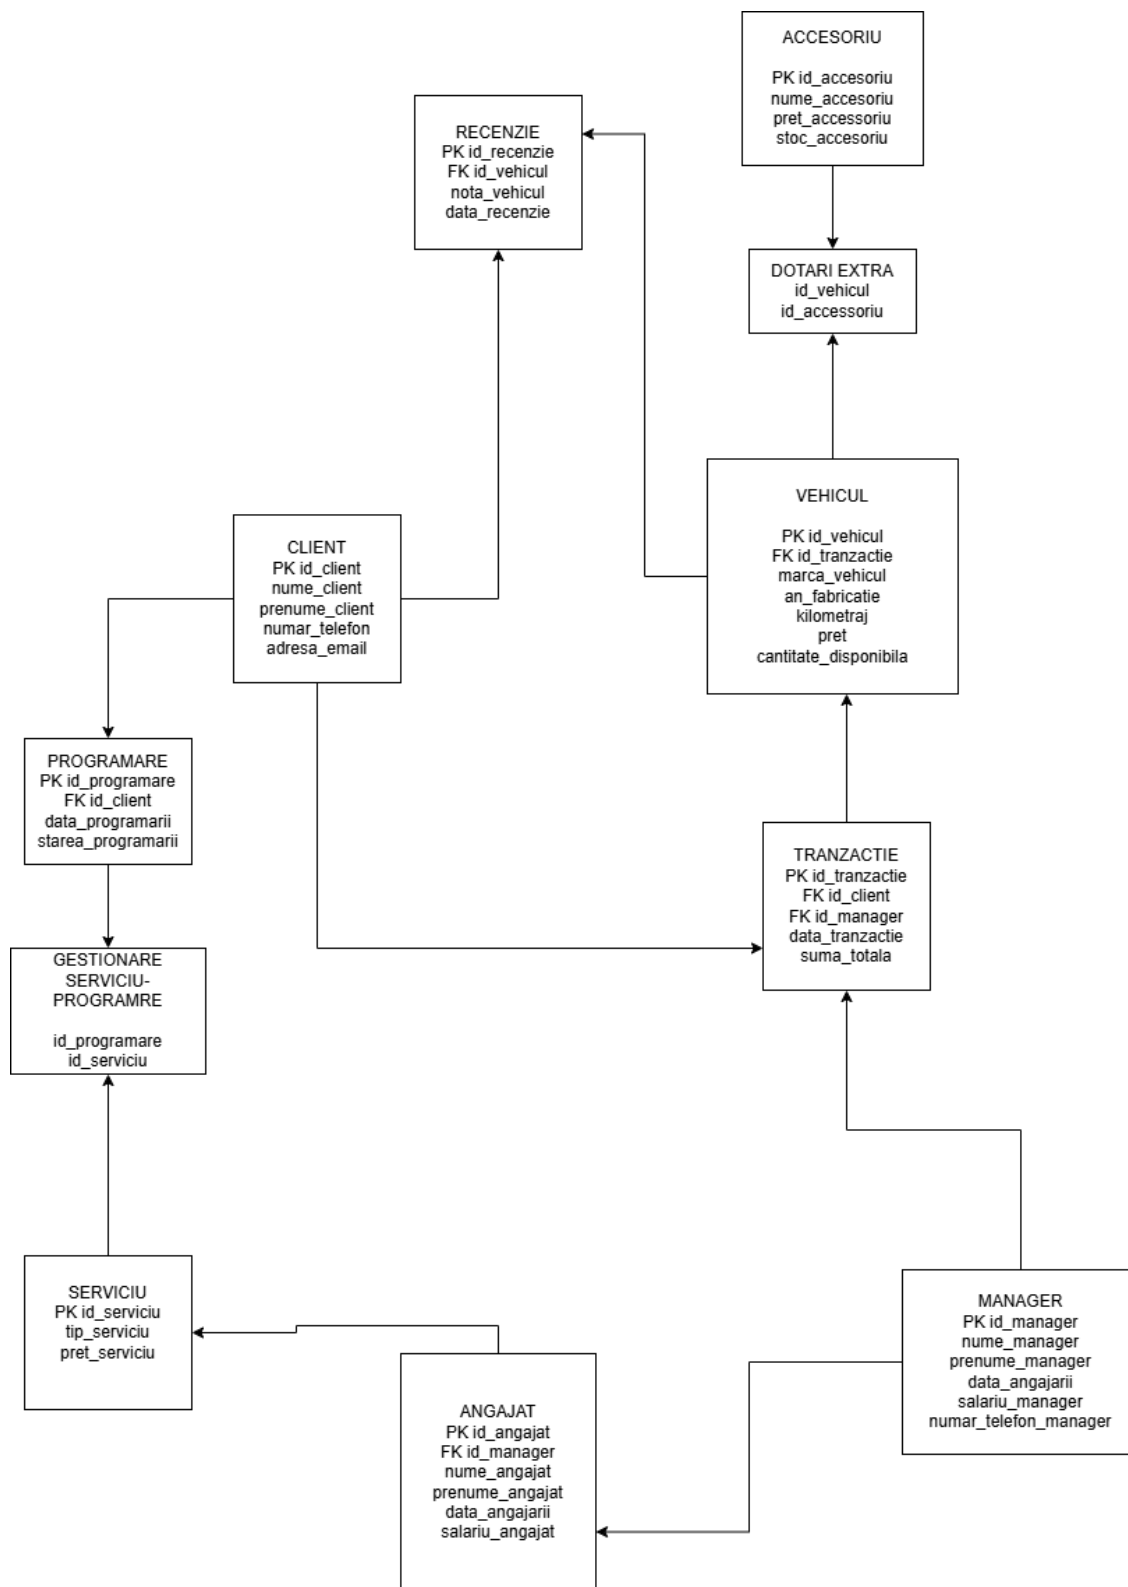 ACCESORIU
PK id_accesoriu
nume_accesoriu
pret_accessoriu
stoc_accesoriu
RECENZIE
PK id_recenzie
FK id_vehicul
nota_vehicul
data_recenzie
DOTARI EXTRA
id_vehicul
id_accessoriu
VEHICUL
PK id_vehicul
FK id_tranzactie
marca_vehicul
an_fabricatie
kilometraj
pret
cantitate_disponibila
CLIENT
PK id_client
nume_client
prenume_client
numar_telefon
adresa_email
PROGRAMARE
PK id_programare
FK id_client
data_programarii
starea_programarii
TRANZACTIE
PK id_tranzactie
FK id_client
FK id_manager
data_tranzactie
suma_totala
GESTIONARE
SERVICIU-
PROGRAMRE
id_programare
id_serviciu
SERVICIU
PK id_serviciu
tip_serviciu
pret_serviciu
MANAGER
PK id_manager
nume_manager
prenume_manager
data_angajarii
salariu_manager
numar_telefon_manager
ANGAJAT
PK id_angajat
FK id_manager
nume_angajat
prenume_angajat
data_angajarii
salariu_angajat